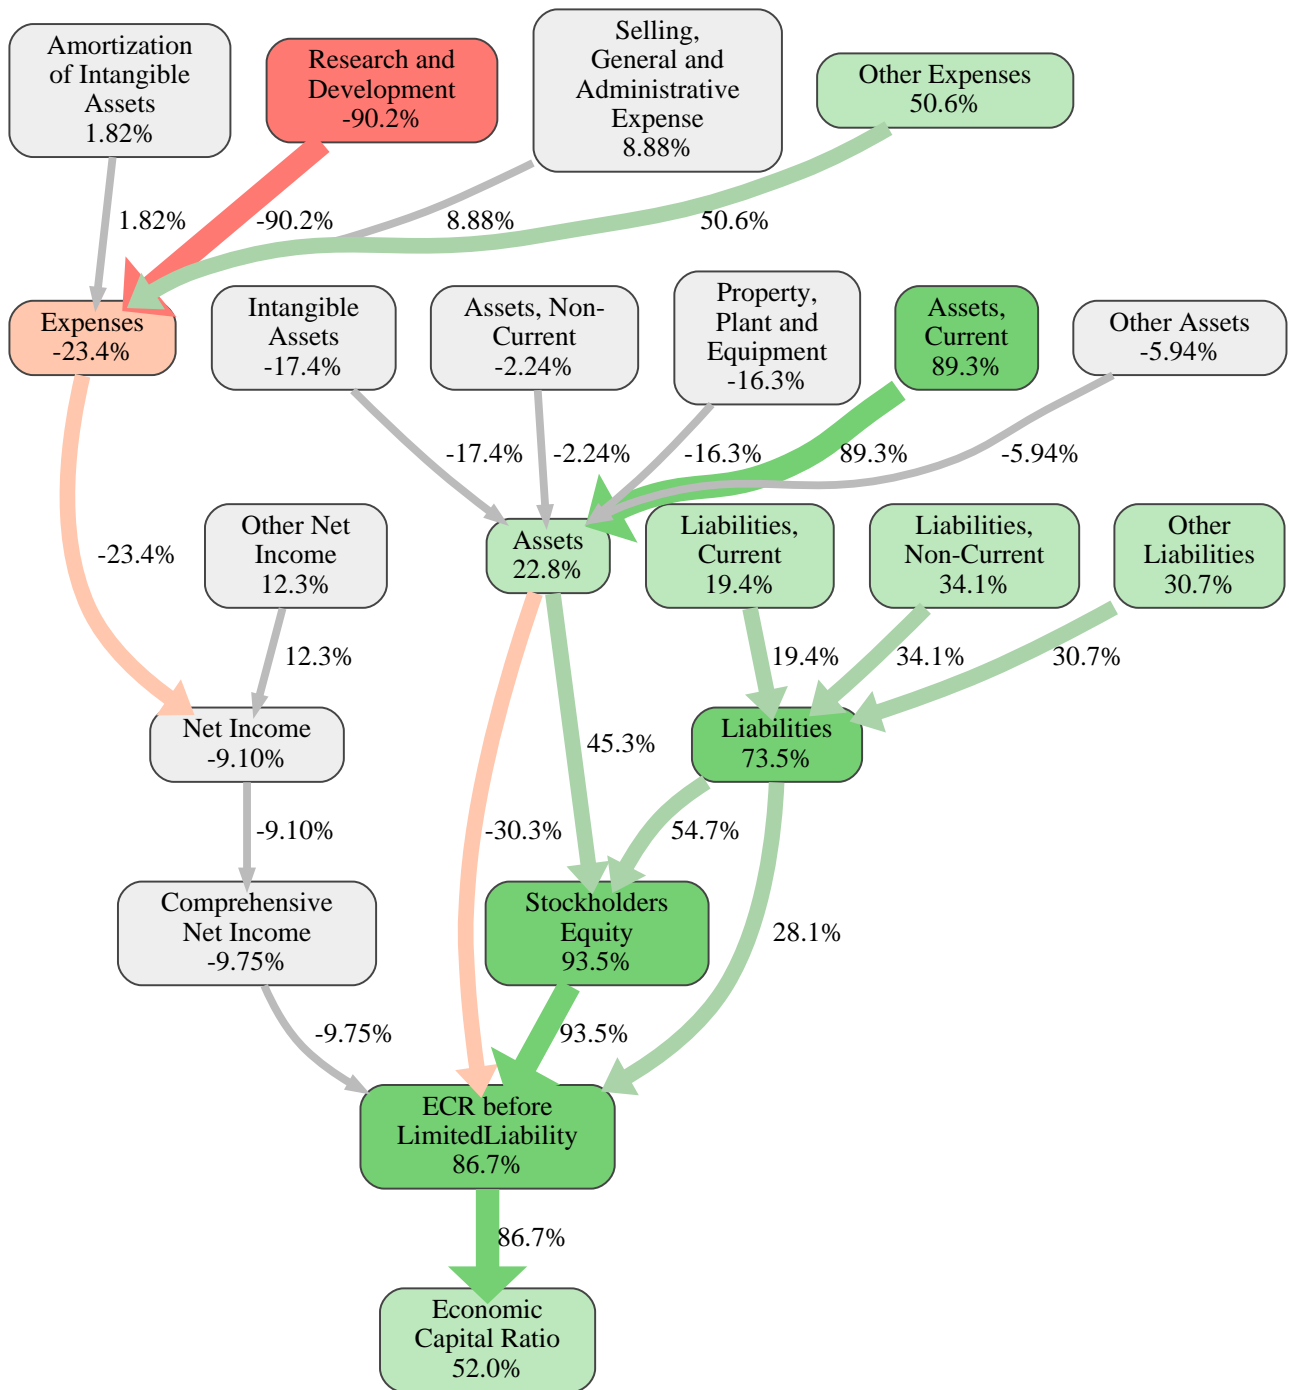 Amortization
of Intangible
Assets
1.82%
Research and
Development
-90.2%
Selling,
General and
Administrative
Expense
8.88%
Other Expenses
50.6%
1.82%
-90.2%
8.88%
50.6%
Expenses
-23.4%
Intangible
Assets
-17.4%
Assets, Non-
Current
-2.24%
Property,
Plant and
Equipment
-16.3%
Assets,
Current
89.3%
Other Assets
-5.94%
-17.4%
-2.24%
-16.3%
89.3%
-5.94%
-23.4%
Other Net
Income
12.3%
Assets
22.8%
Liabilities,
Current
19.4%
Liabilities,
Non-Current
34.1%
Other
Liabilities
30.7%
12.3%
19.4%
34.1%
30.7%
Net Income
-9.10%
45.3%
Liabilities
73.5%
-9.10%
-30.3%
54.7%
Comprehensive
Net Income
-9.75%
Stockholders
Equity
93.5%
28.1%
-9.75%
93.5%
ECR before
LimitedLiability
86.7%
86.7%
Economic
Capital Ratio
52.0%